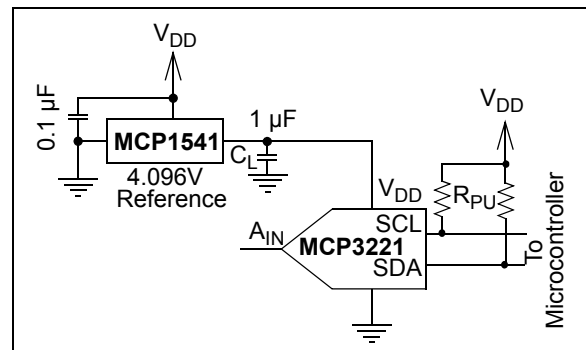 V_DD
0.1 µF
MCP1541
4.096V
Reference
1 µF
C_L
V_DD
V_DD
R_PU
SCL
A_IN
MCP3221
SDA
To
Microcontroller